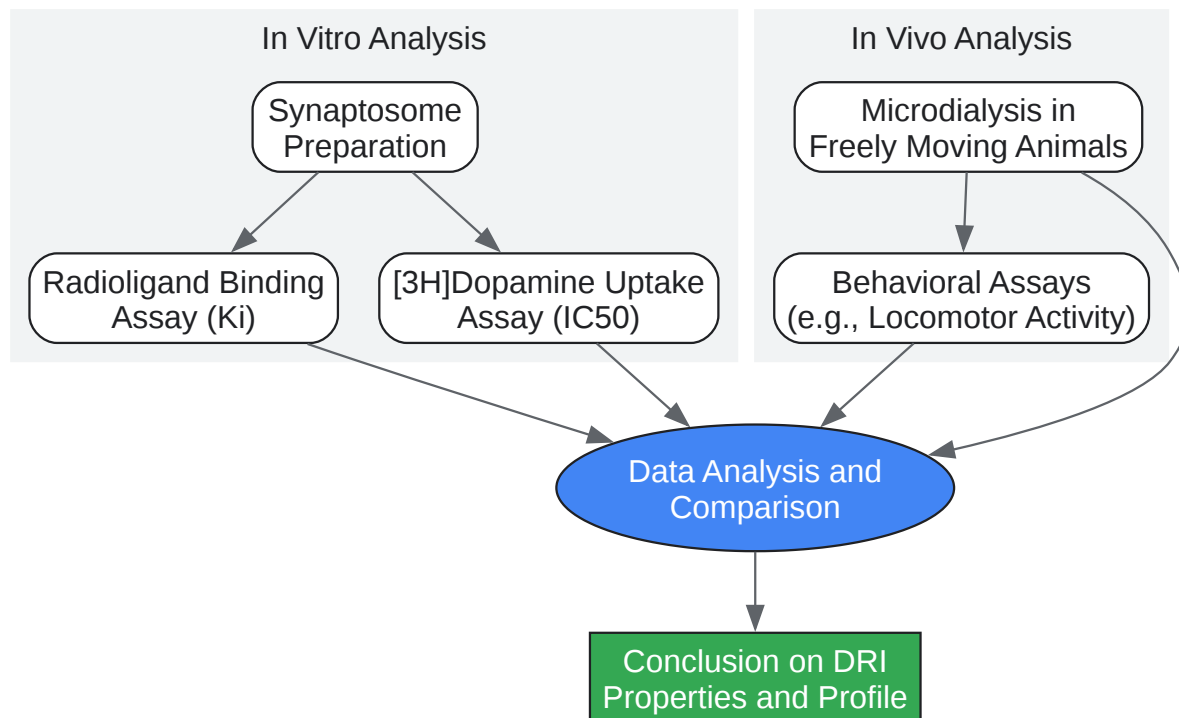 In Vitro Analysis
Synaptosome
Preparation
Radioligand Binding
Assay (Ki)
[3H]Dopamine Uptake
Assay (IC50)
In Vivo Analysis
Microdialysis in
Freely Moving Animals
Behavioral Assays
(e.g., Locomotor Activity)
Data Analysis and
Comparison
Conclusion on DRI
Properties and Profile